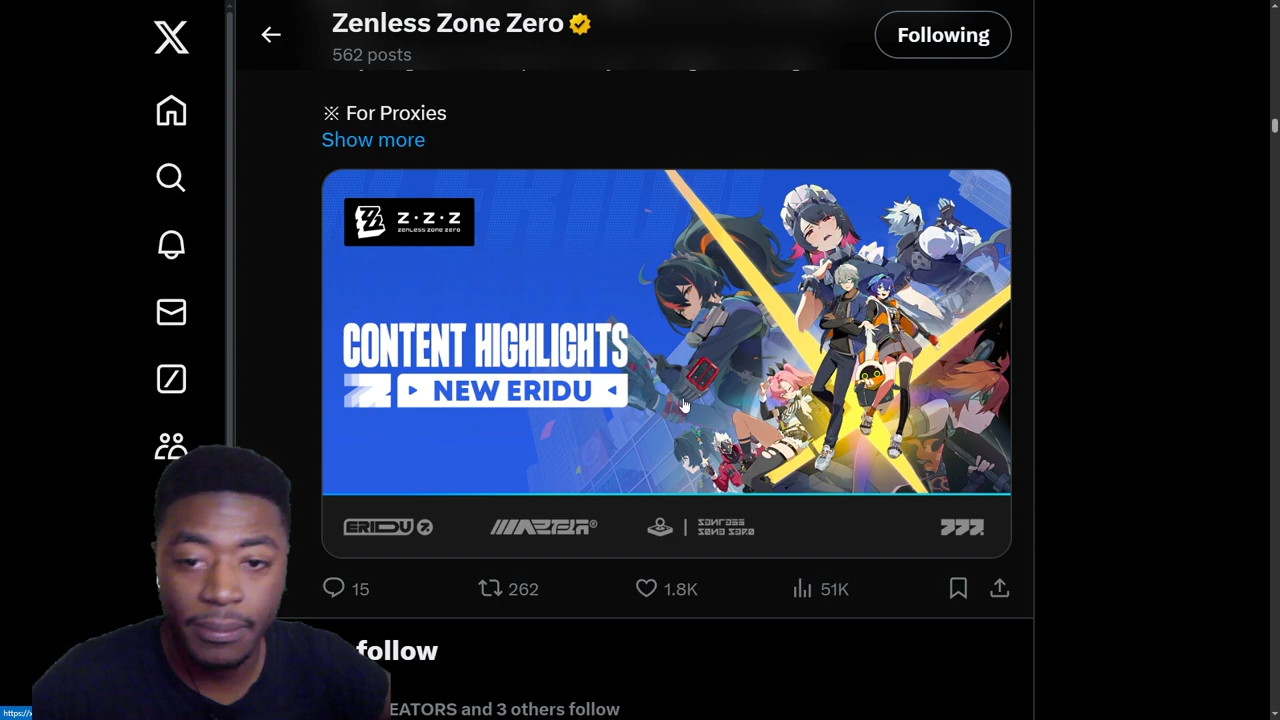 Zenless Zone Zero
562 posts
Following
※ For Proxies
Show more
Z·Z·Z
ZENLESS ZONE ZERO
CONTENT HIGHLIGHTS
NEW ERIDU
ERIDU
15
262
1.8K
51K
follow
EATORS and 3 others follow
https://x